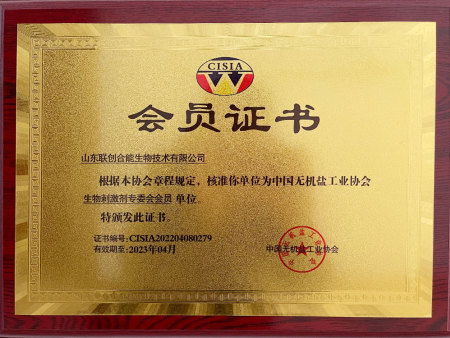 CISIA
会员证书
山东联创合能生物技术有限公司
根据本协会章程规定，核准你单位为中国无机盐工业协会
生物刺激剂专委会会员 单位。
特颁发此证书。
证书编号：CISIA202204080279
有效期至：2023年04月
中国无机盐工业协会